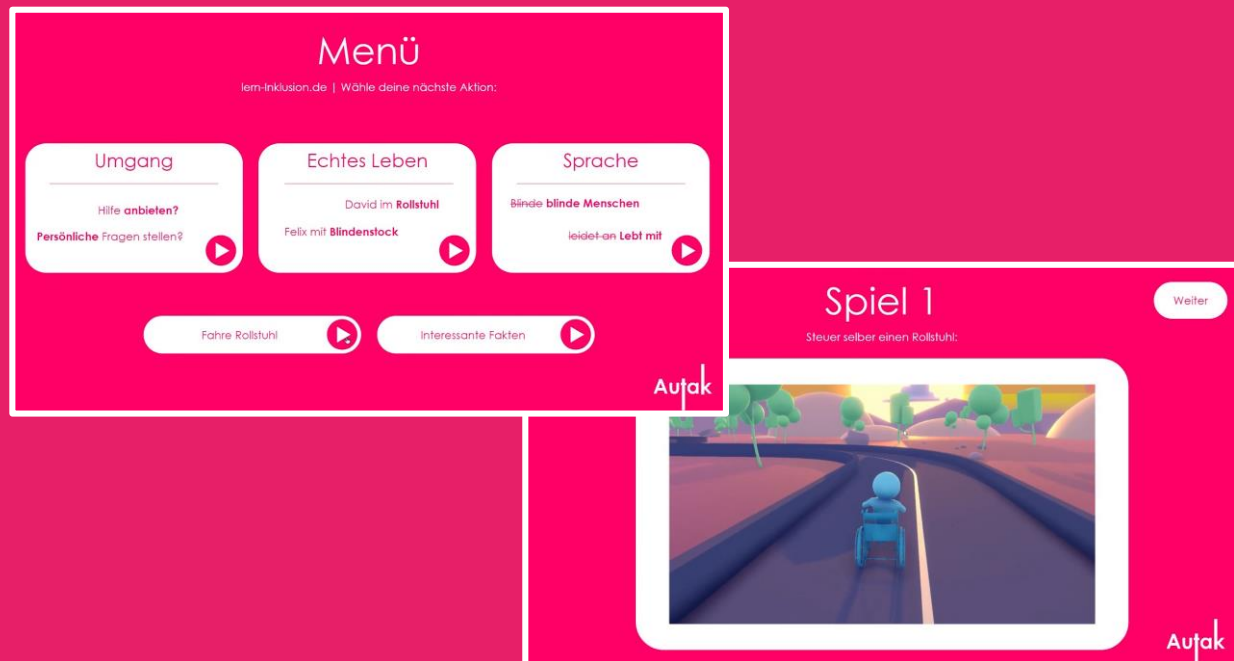 Menü
lern-inklusion.de | Wähle deine nächste Aktion:
Umgang
Hilfe anbieten?
Persönliche Fragen stellen?
Echtes Leben
David im Rollstuhl
Felix mit Blindenstock
Sprache
Blinde blinde Menschen
leidet an Lebt mit
Fahre Rollstuhl
Interessante Fakten
Autak
Spiel 1
Steuer selber einen Rollstuhl:
Weiter
Autak